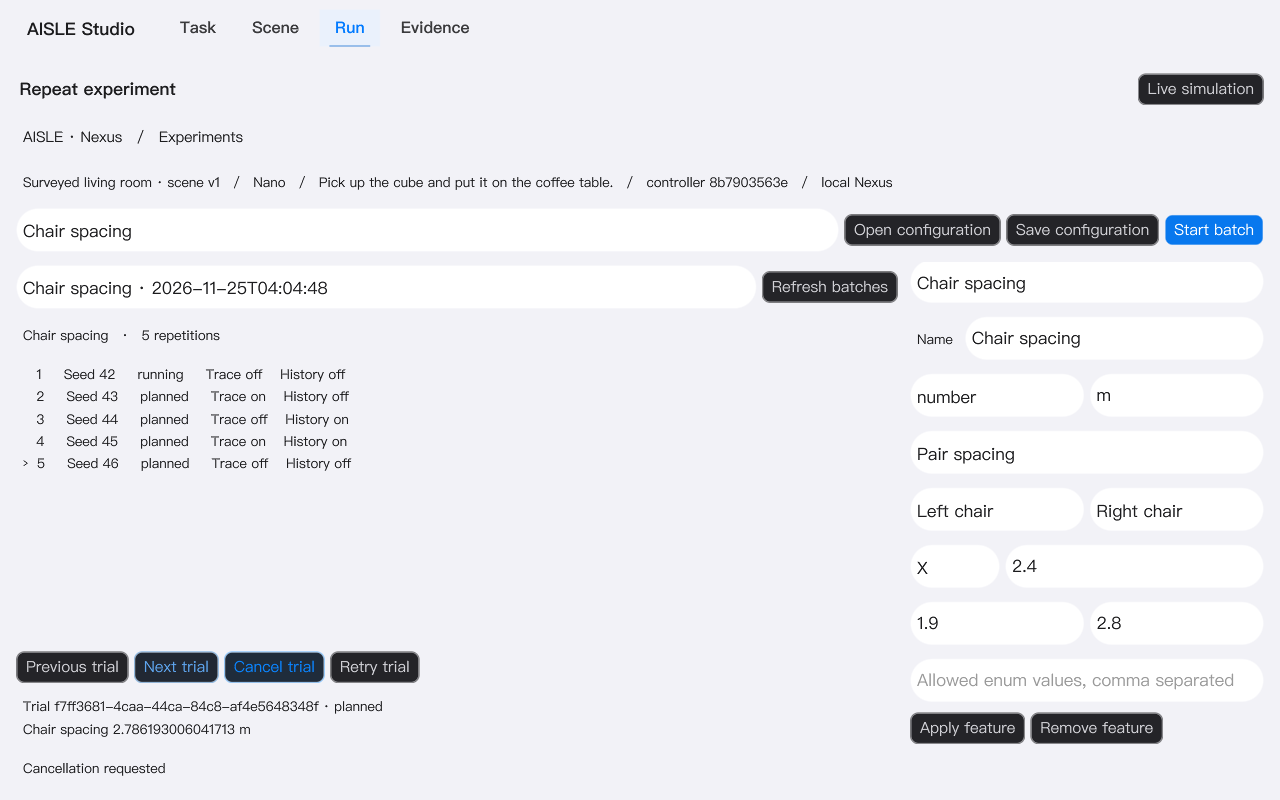 AISLE Studio Task Scene Run Evidence
Repeat experiment Live simulation
AISLE · Nexus / Experiments
Surveyed living room · scene v1 / Nano / Pick up the cube and put it on the coffee table. / controller 8b7903563e / local Nexus
Chair spacing Open configuration Save configuration Start batch
Chair spacing · 2026-11-25T04:04:48 Refresh batches
Chair spacing · 5 repetitions
1 Seed 42 running Trace off History off
2 Seed 43 planned Trace on History off
3 Seed 44 planned Trace off History on
4 Seed 45 planned Trace on History on
> 5 Seed 46 planned Trace off History off
Previous trial Next trial Cancel trial Retry trial
Trial f7ff3681-4caa-44ca-84c8-af4e5648348f · planned
Chair spacing 2.786193006041713 m
Cancellation requested
Chair spacing
Name Chair spacing
number m
Pair spacing
Left chair Right chair
X 2.4
1.9 2.8
Allowed enum values, comma separated
Apply feature Remove feature